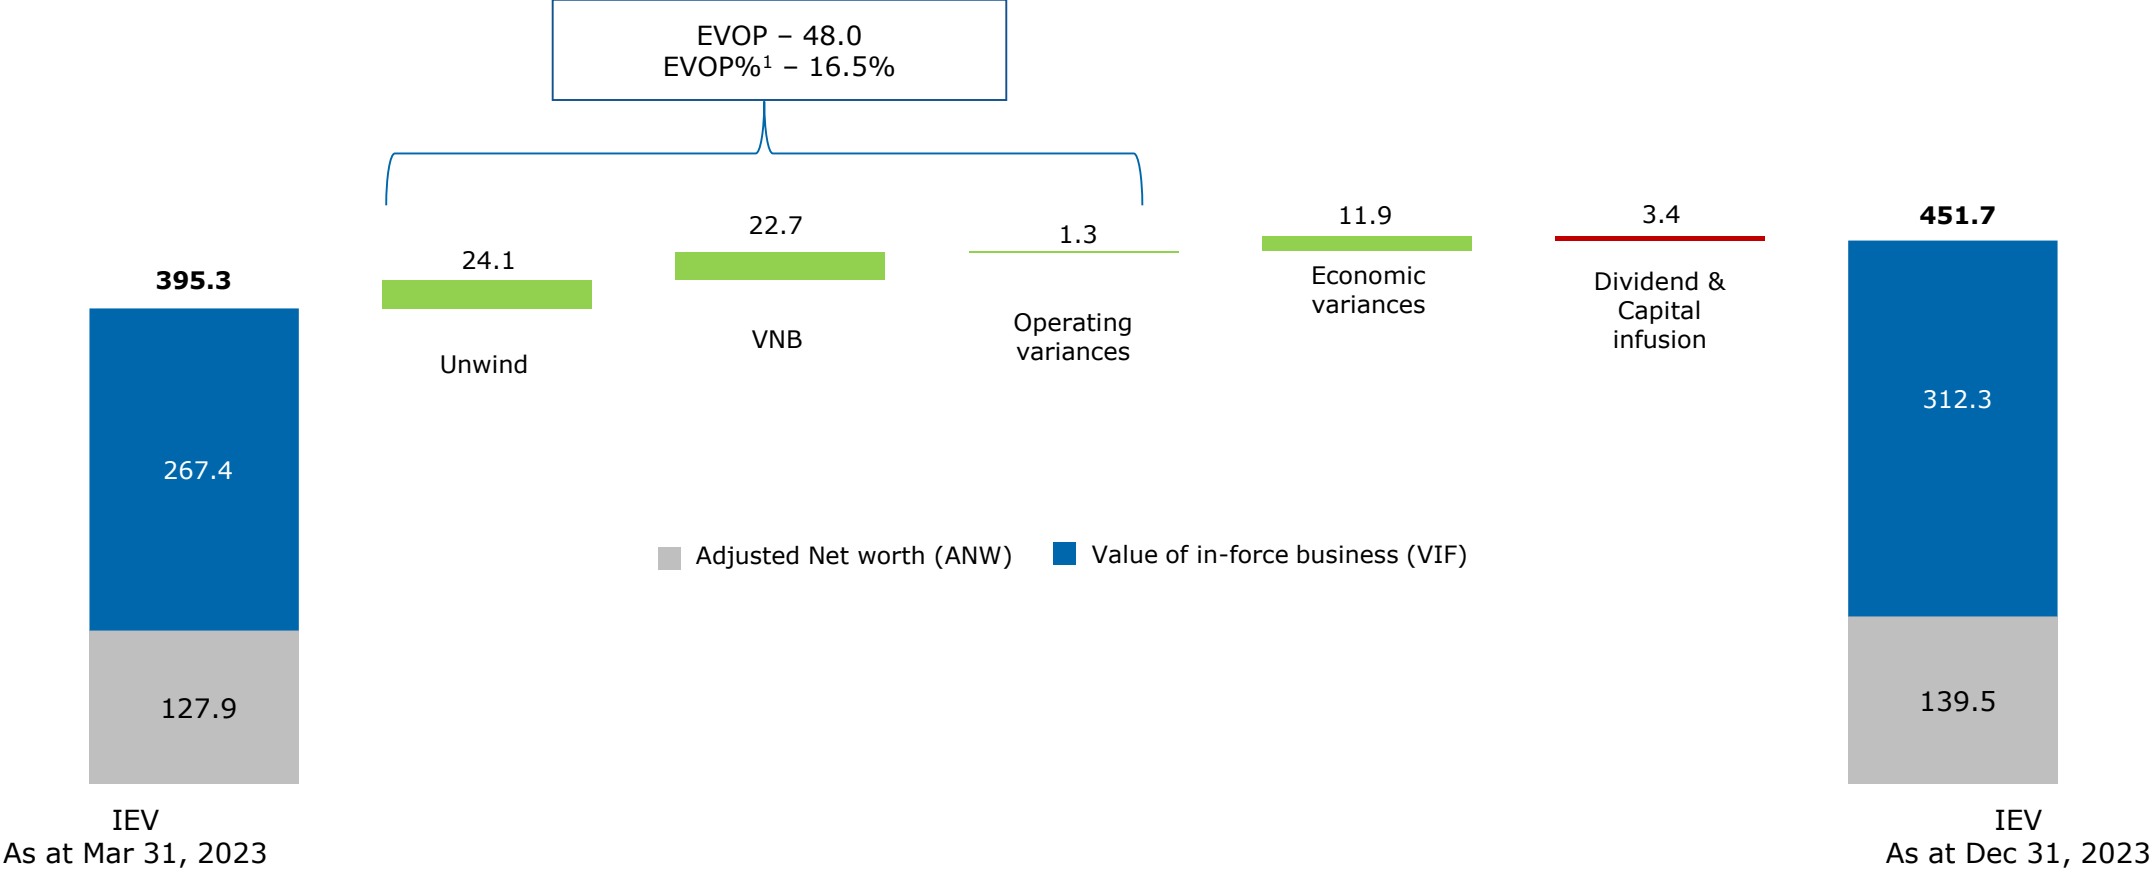 EVOP – 48.0
EVOP%¹ – 16.5%
395.3
24.1
22.7
1.3
11.9
3.4
451.7
Unwind
VNB
Operating
variances
Economic
variances
Dividend &
Capital
infusion
267.4
127.9
312.3
139.5
Adjusted Net worth (ANW)
Value of in-force business (VIF)
IEV
As at Mar 31, 2023
IEV
As at Dec 31, 2023